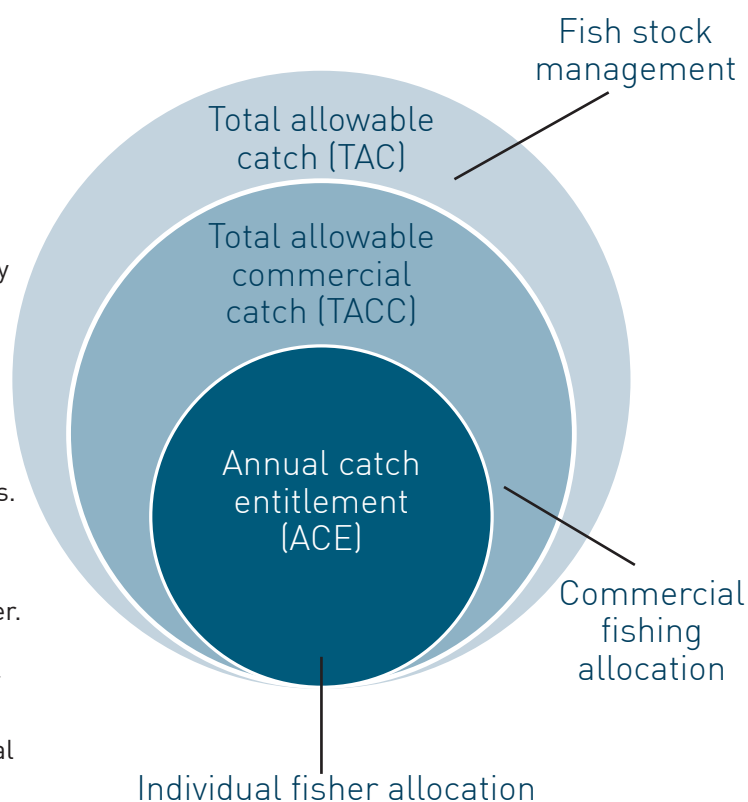 Fish stock
management
Total allowable
catch (TAC)
Total allowable
commercial
catch (TACC)
Annual catch
entitlement
(ACE)
Commercial
fishing
allocation
Individual fisher allocation